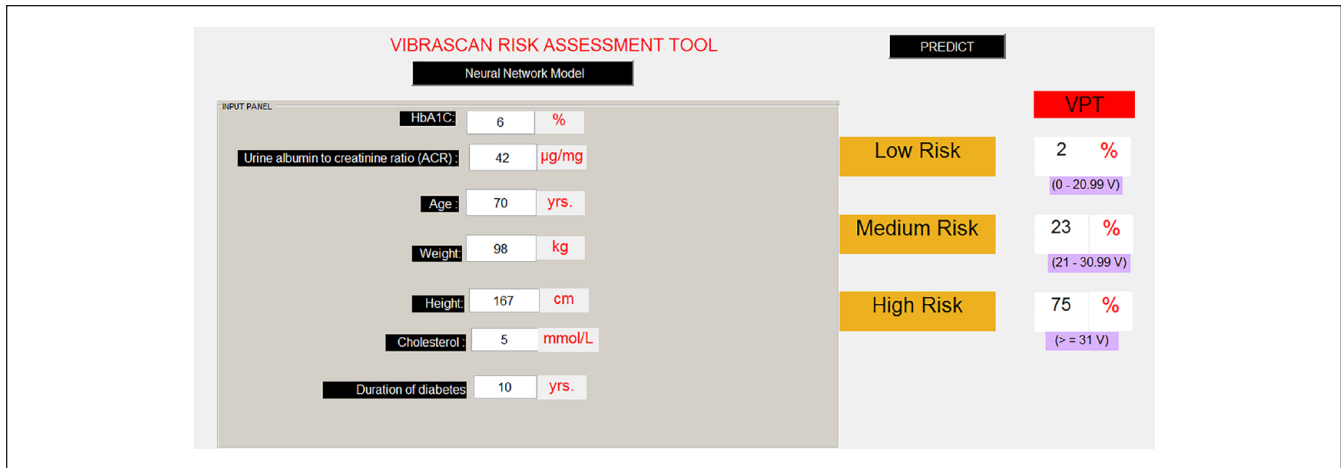 VIBRASCAN RISK ASSESSMENT TOOL
PREDICT
Neural Network Model
INPUT PANEL
HbA1C: 6 %
Urine albumin to creatinine ratio (ACR) : 42 µg/mg
Age : 70 yrs.
Weight: 98 kg
Height: 167 cm
Cholesterol : 5 mmol/L
Duration of diabetes 10 yrs.
VPT
Low Risk 2 %
(0 - 20.99 V)
Medium Risk 23 %
(21 - 30.99 V)
High Risk 75 %
(> = 31 V)